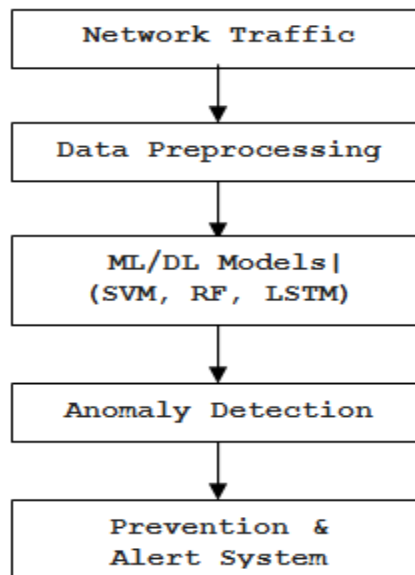 Network Traffic
Data Preprocessing
ML/DL Models|
(SVM, RF, LSTM)
Anomaly Detection
Prevention &
Alert System